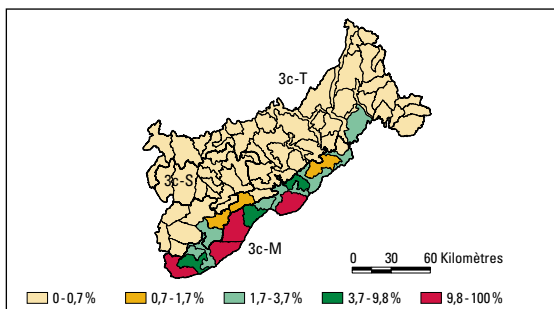 3c-T
3c-S
3c-M
0 30 60 Kilomètres
0 - 0,7 % 0,7 - 1,7 % 1,7 - 3,7 % 3,7 - 9,8 % 9,8 - 100 %